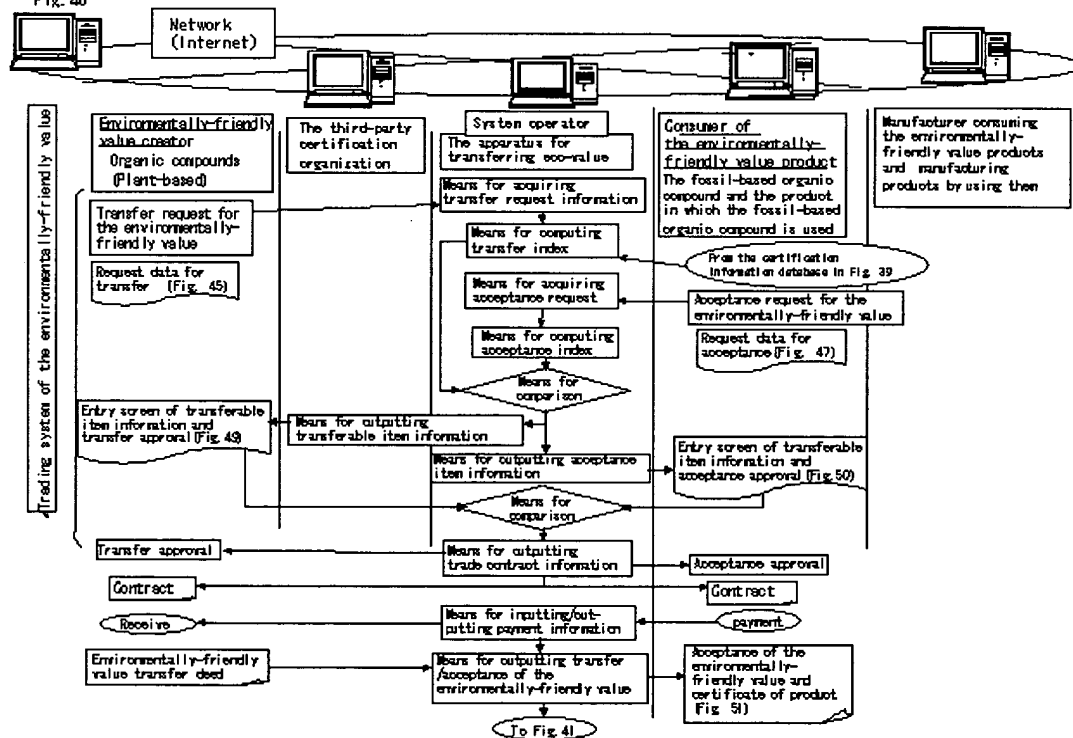 Fig. 40
Network
(Internet)
Trading system of the environmentally-friendly value
Environmentally-friendly
value creator
Organic compounds
(Plant-based)
The third-party
certification
organization
System operator
The apparatus for
transferring eco-value
Consumer of
the environmentally-
friendly value product
The fossil-based organic
compound and the product
in which the fossil-based
organic compound is used
Manufacturer consuming
the environmentally-
friendly value products
and manufacturing
products by using them
Transfer request for
the environmentally-
friendly value
Means for acquiring
transfer request information
Means for computing
transfer index
From the certification
information database in Fig. 39
Request data for
transfer (Fig. 45)
Means for acquiring
acceptance request
Acceptance request for the
environmentally-friendly value
Means for computing
acceptance index
Request data for
acceptance (Fig. 47)
Means for
comparison
Entry screen of transferable
item information and
transfer approval (Fig. 49)
Means for outputting
transferable item information
Means for outputting acceptance
item information
Entry screen of transferable
item information and
acceptance approval (Fig. 50)
Means for
comparison
Transfer approval
Means for outputting
trade contract information
Acceptance approval
Contract
Contract
Receive
Means for inputting/out-
putting payment information
payment
Environmentally-friendly
value transfer deed
Means for outputting transfer
/acceptance of the
environmentally-friendly value
Acceptance of the
environmentally-
friendly value and
certificate of product
(Fig. 51)
To Fig. 41